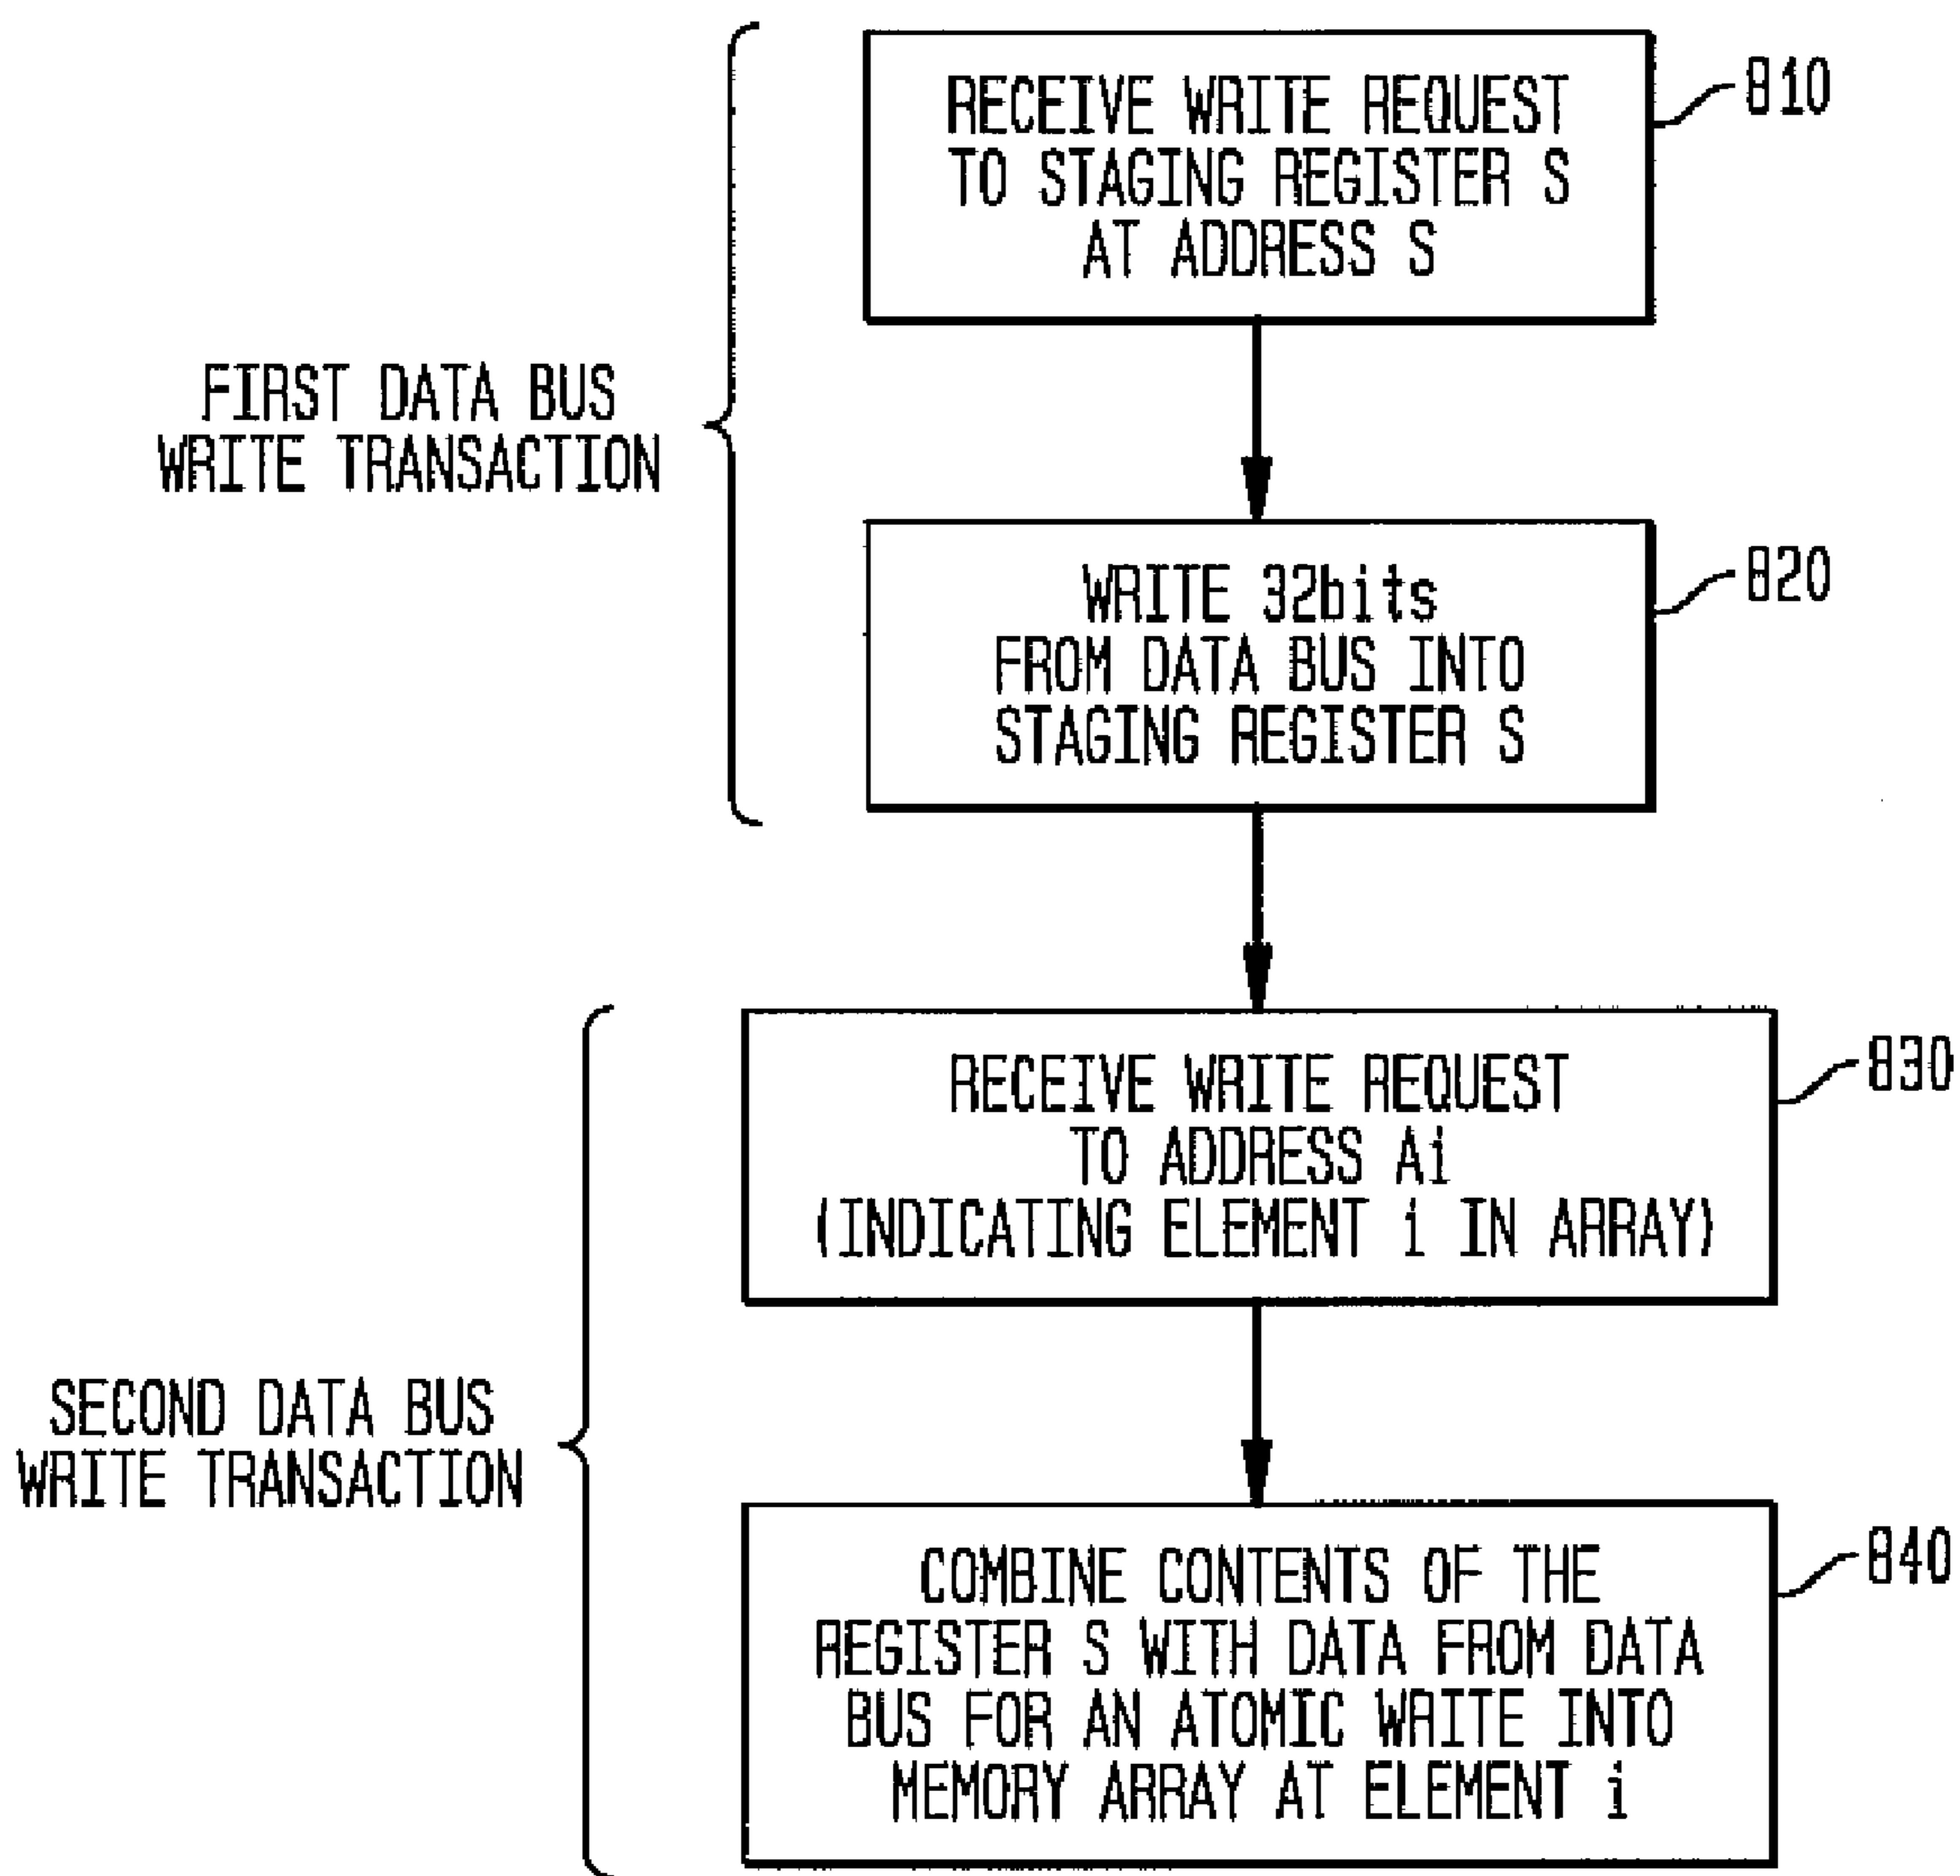 RECEIVE WRITE REQUEST
TO STAGING REGISTER S
AT ADDRESS S
810
FIRST DATA BUS
WRITE TRANSACTION
WRITE 32bits
FROM DATA BUS INTO
STAGING REGISTER S
820
RECEIVE WRITE REQUEST
TO ADDRESS Ai
(INDICATING ELEMENT i IN ARRAY)
830
SECOND DATA BUS
WRITE TRANSACTION
COMBINE CONTENTS OF THE
REGISTER S WITH DATA FROM DATA
BUS FOR AN ATOMIC WRITE INTO
MEMORY ARRAY AT ELEMENT i
840